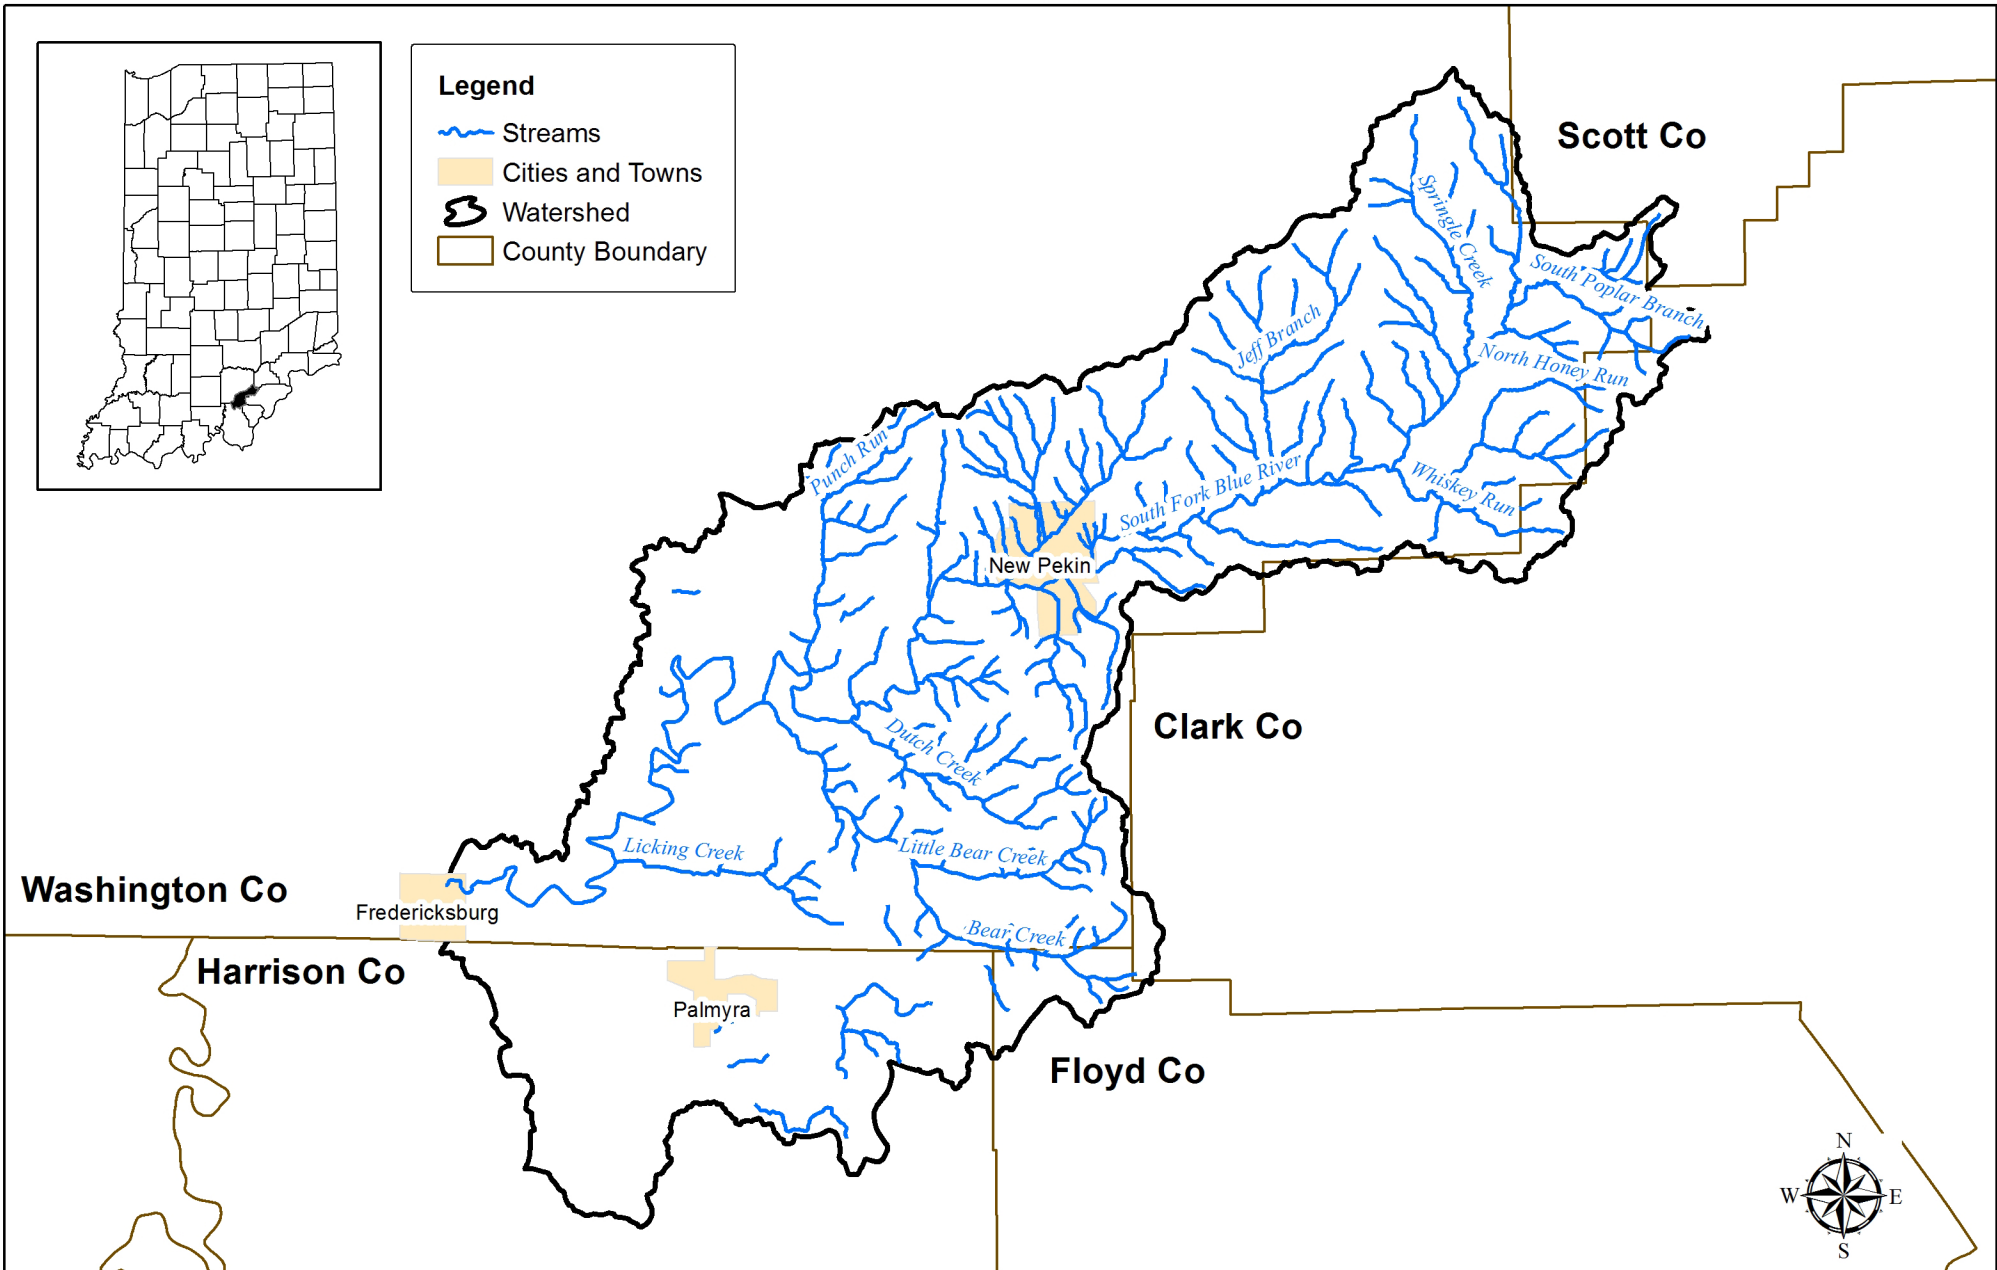 Legend
Streams
Cities and Towns
Watershed
County Boundary
Scott Co
Springle Creek
South Poplar Branch
Jeff Branch
North Honey Run
Punch Run
South Fork Blue River
Whiskey Run
New Pekin
Clark Co
Dutch Creek
Licking Creek
Little Bear Creek
Washington Co
Fredericksburg
Bear Creek
Harrison Co
Palmyra
Floyd Co
N
W
E
S